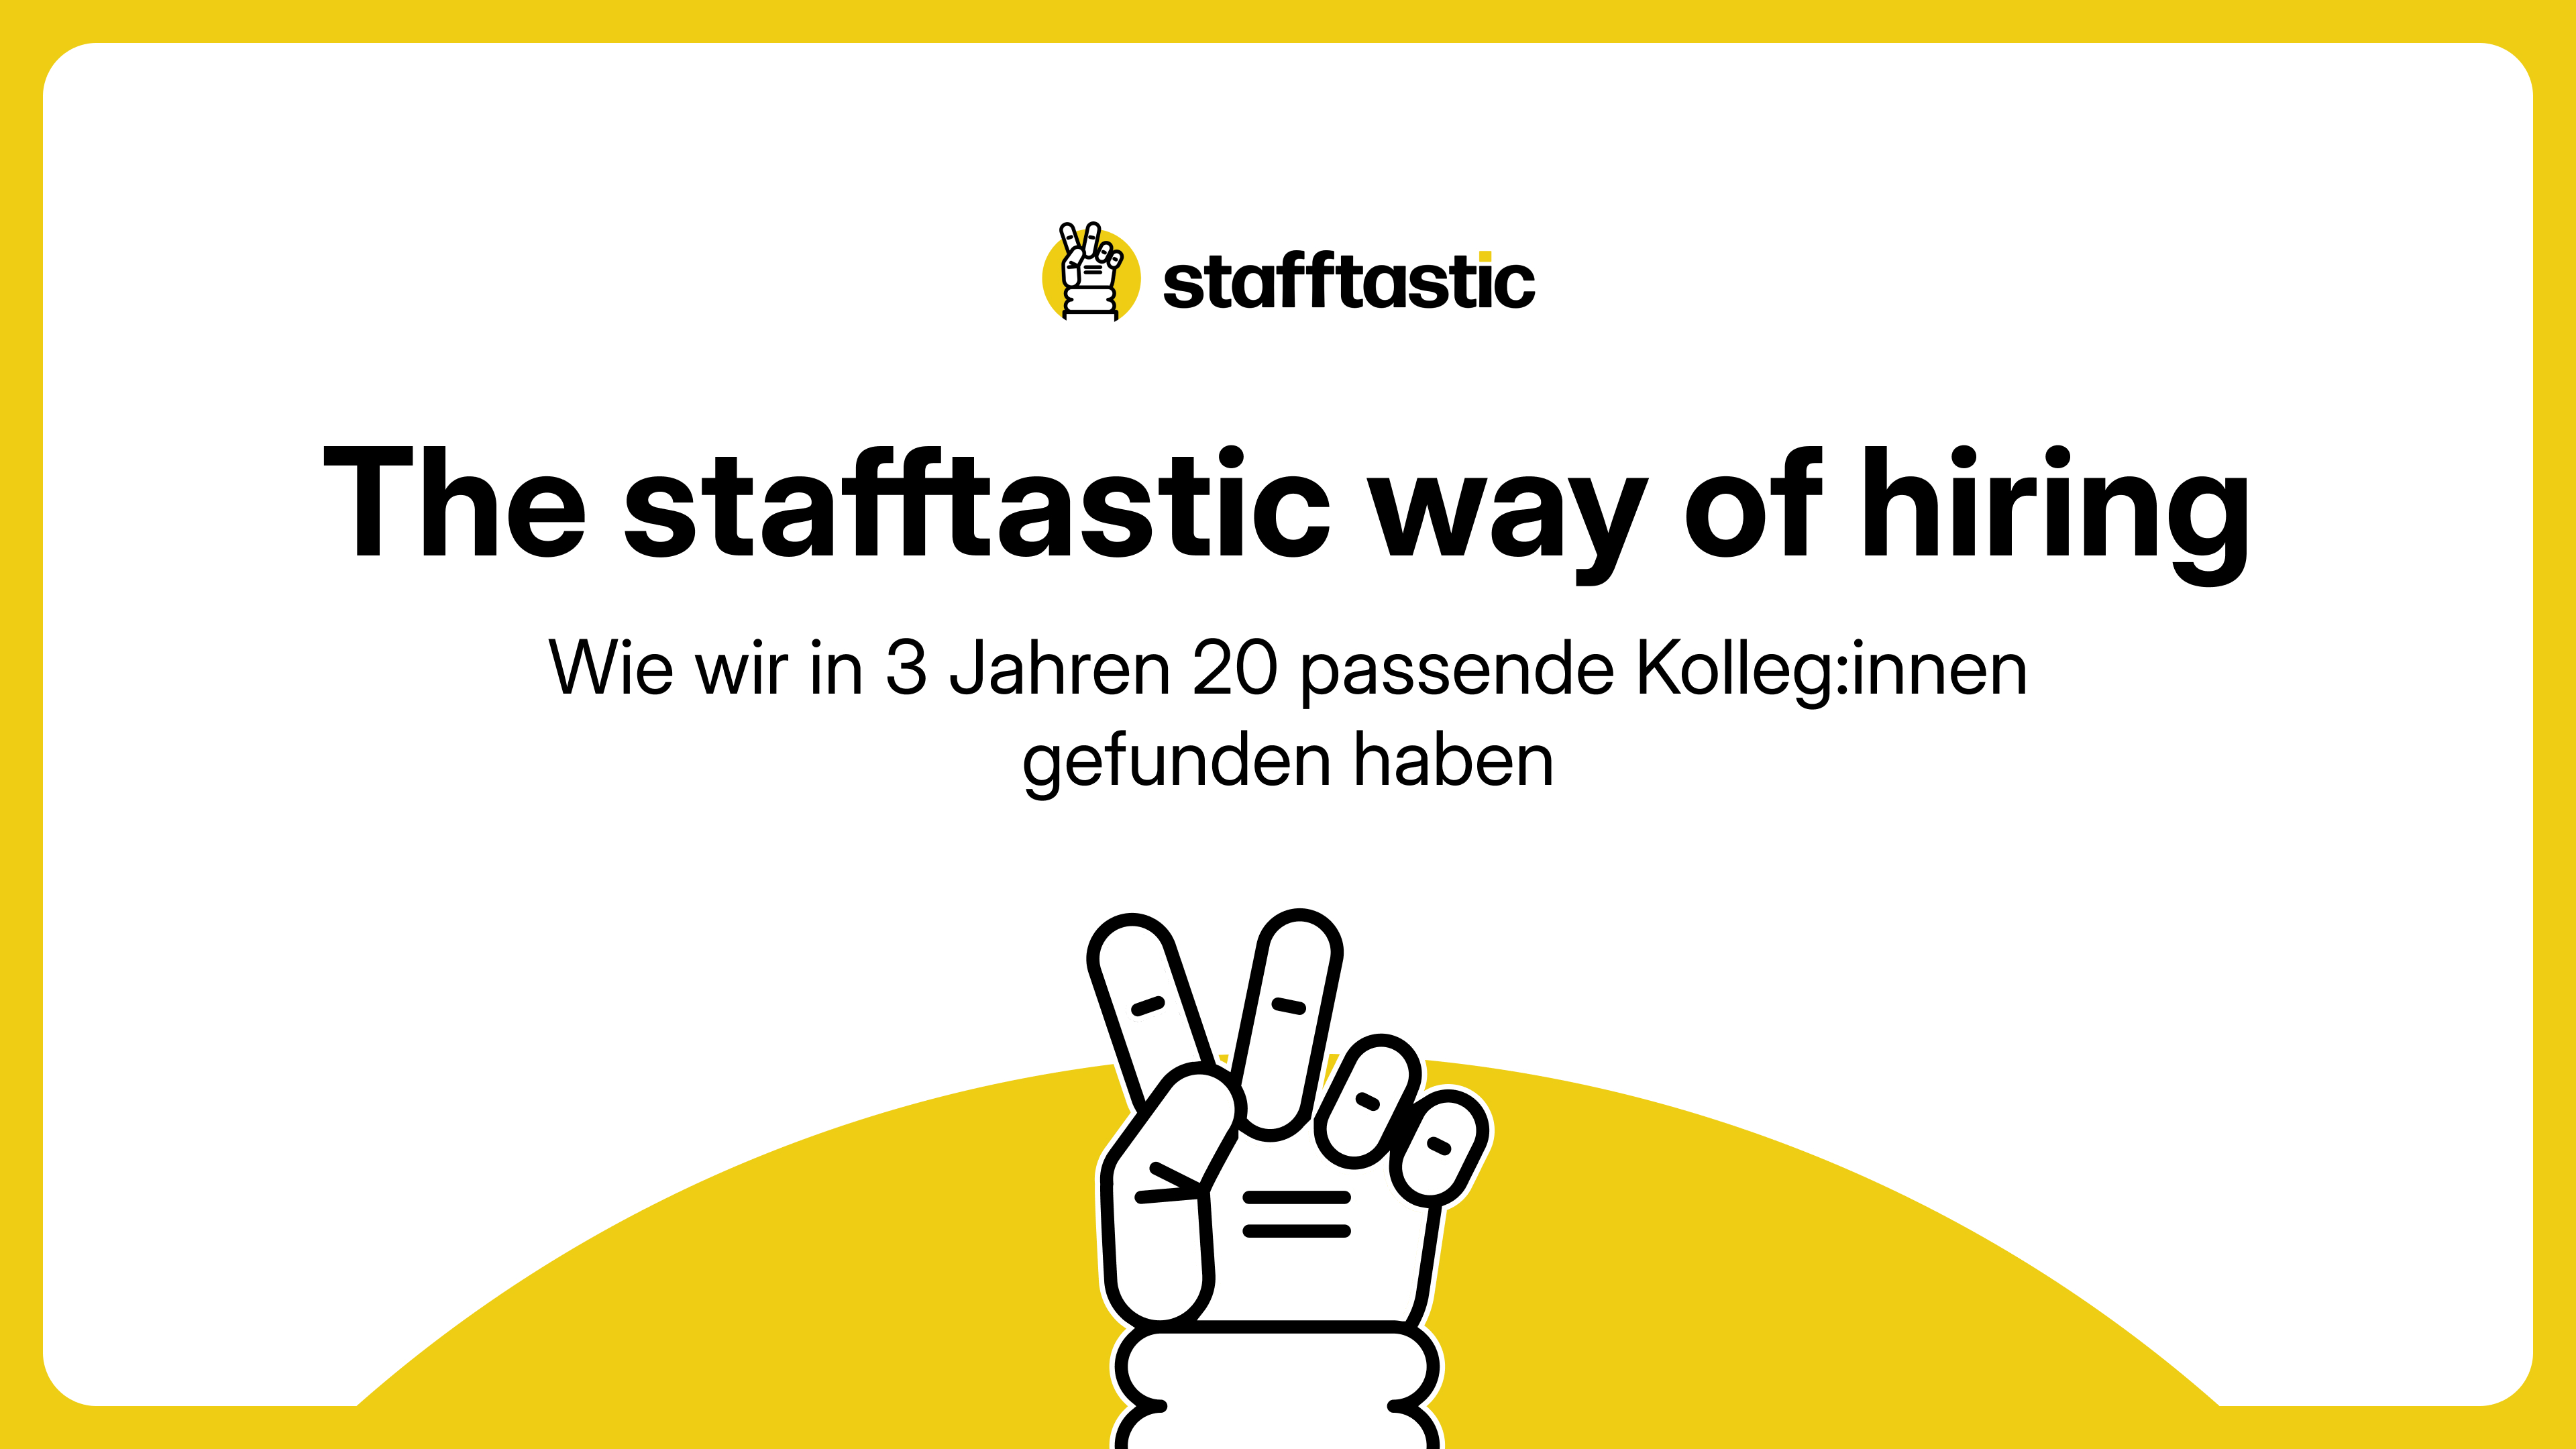 stafftastic
The stafftastic way of hiring
Wie wir in 3 Jahren 20 passende Kolleg:innen
gefunden haben